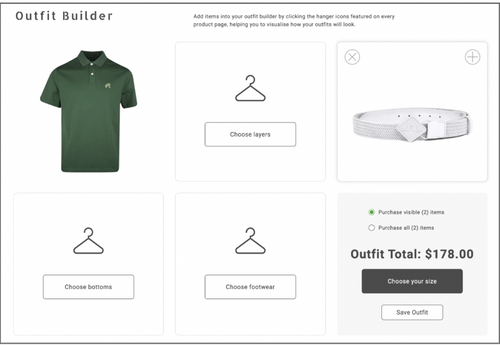 Outfit Builder
Add items into your outfit builder by clicking the hanger icons featured on every
product page, helping you to visualise how your outfits will look.
Choose layers
Choose bottoms
Choose footwear
Purchase visible (2) items
Purchase all (2) items
Outfit Total: $178.00
Choose your size
Save Outfit